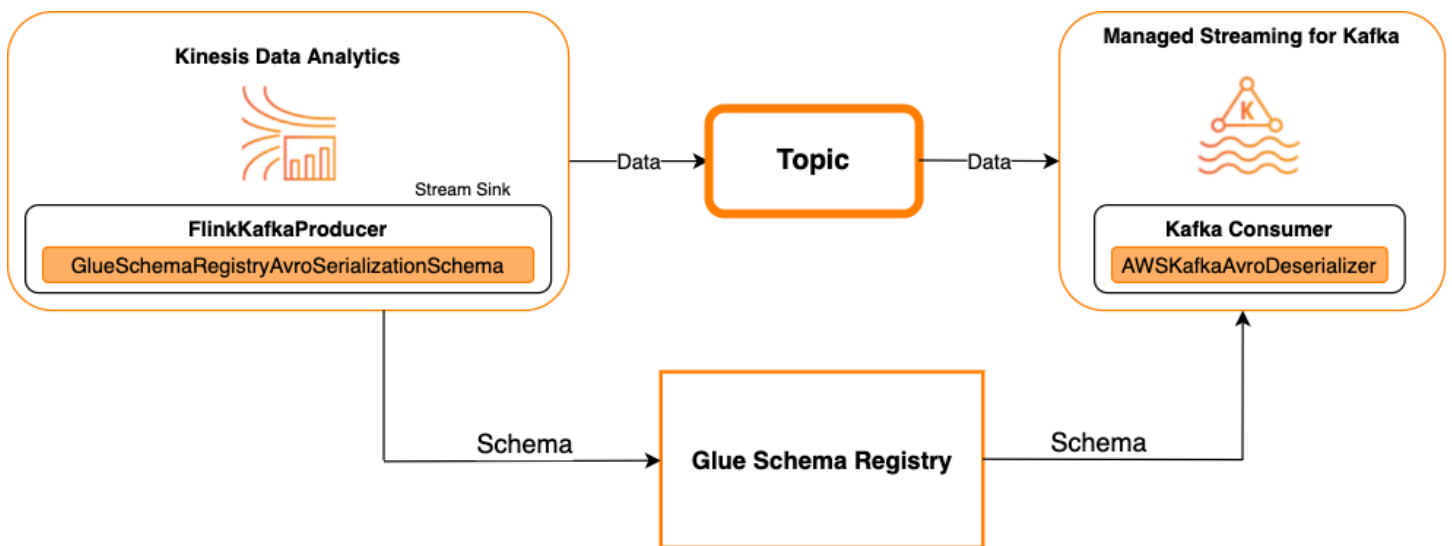 Kinesis Data Analytics
Stream Sink
FlinkKafkaProducer
GlueSchemaRegistryAvroSerializationSchema
Data
Topic
Data
Managed Streaming for Kafka
K
Kafka Consumer
AWSKafkaAvroDeserializer
Schema
Glue Schema Registry
Schema